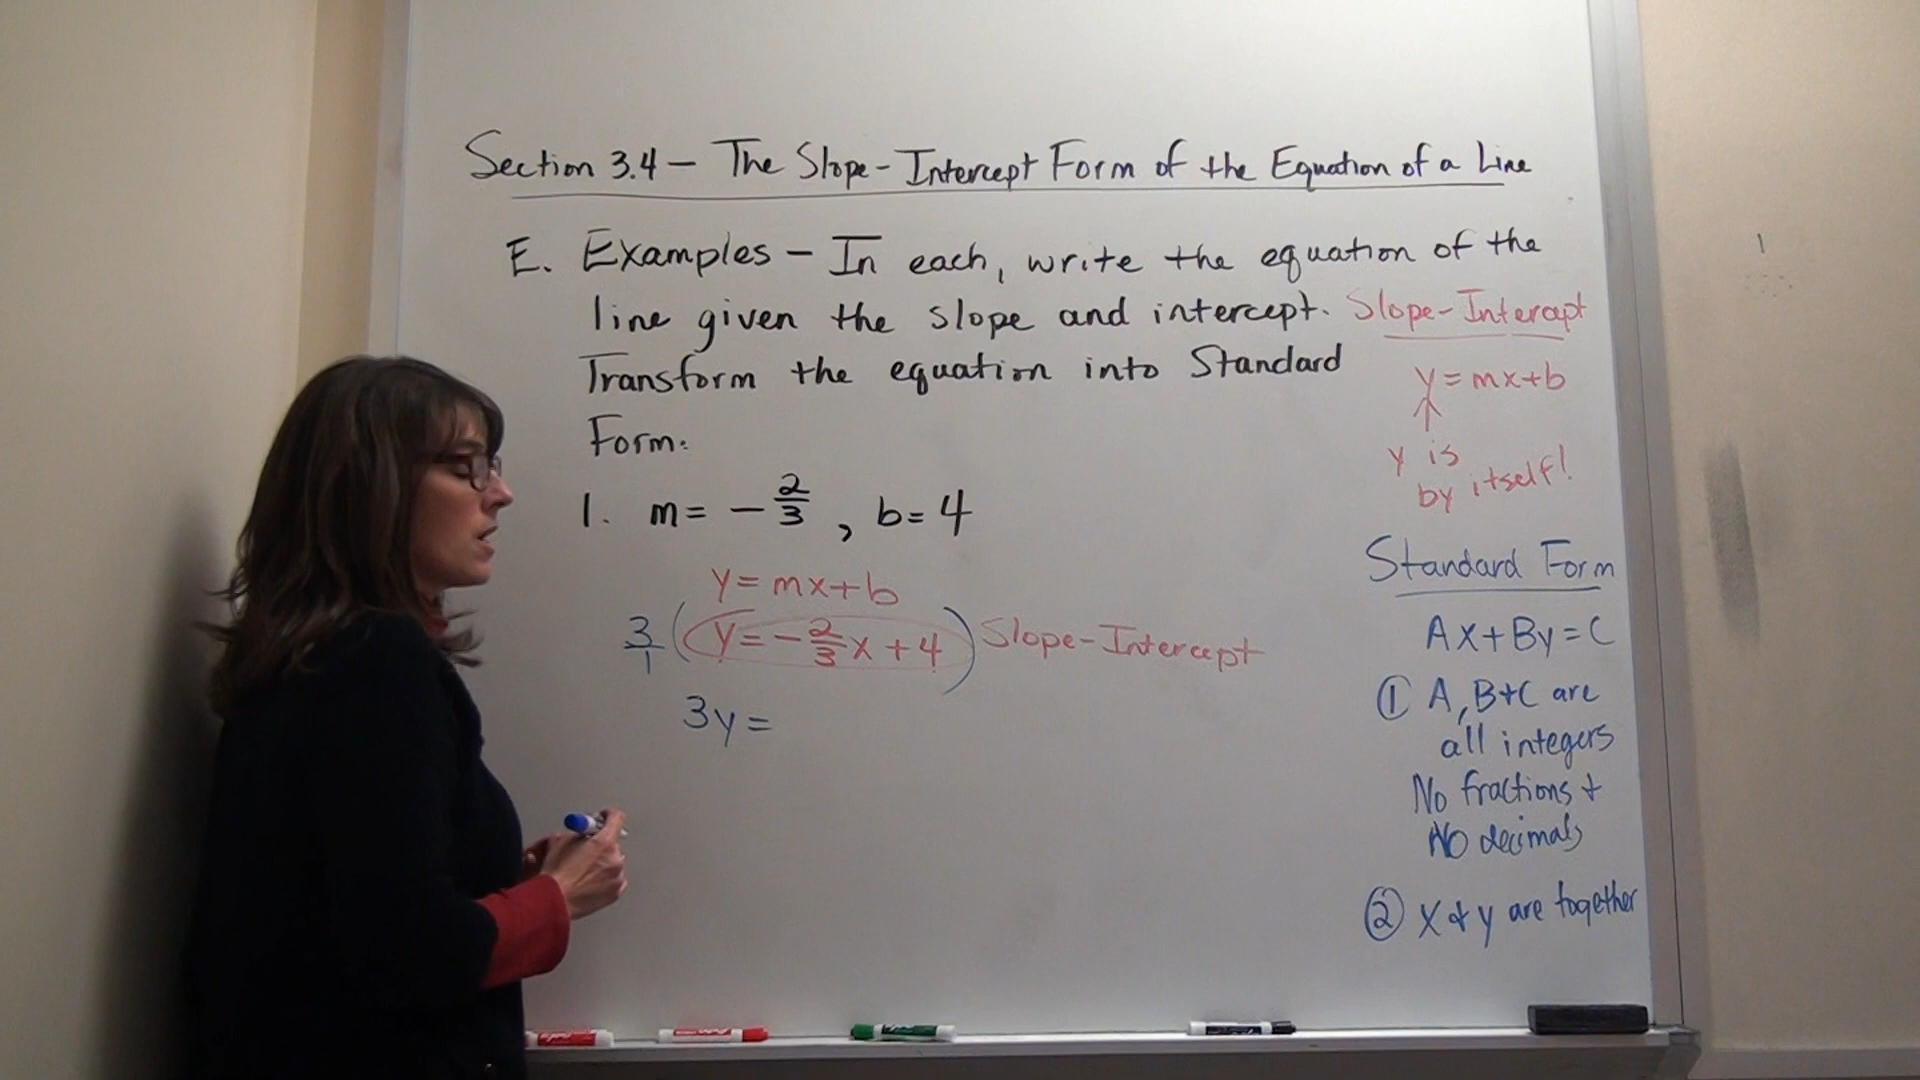 Section 3.4 – The Slope-Intercept Form of the Equation of a Line
E. Examples – In each, write the equation of the
line given the slope and intercept.
Transform the equation into Standard
Form.
1. m = -2/3, b = 4
y = mx + b
3/1 (y = -2/3 x + 4) Slope-Intercept
3y =
Slope-Intercept
y = mx + b
y is
by itself!
Standard Form
Ax + By = C
① A, B + C are
all integers
No fractions +
No decimals
② x & y are together